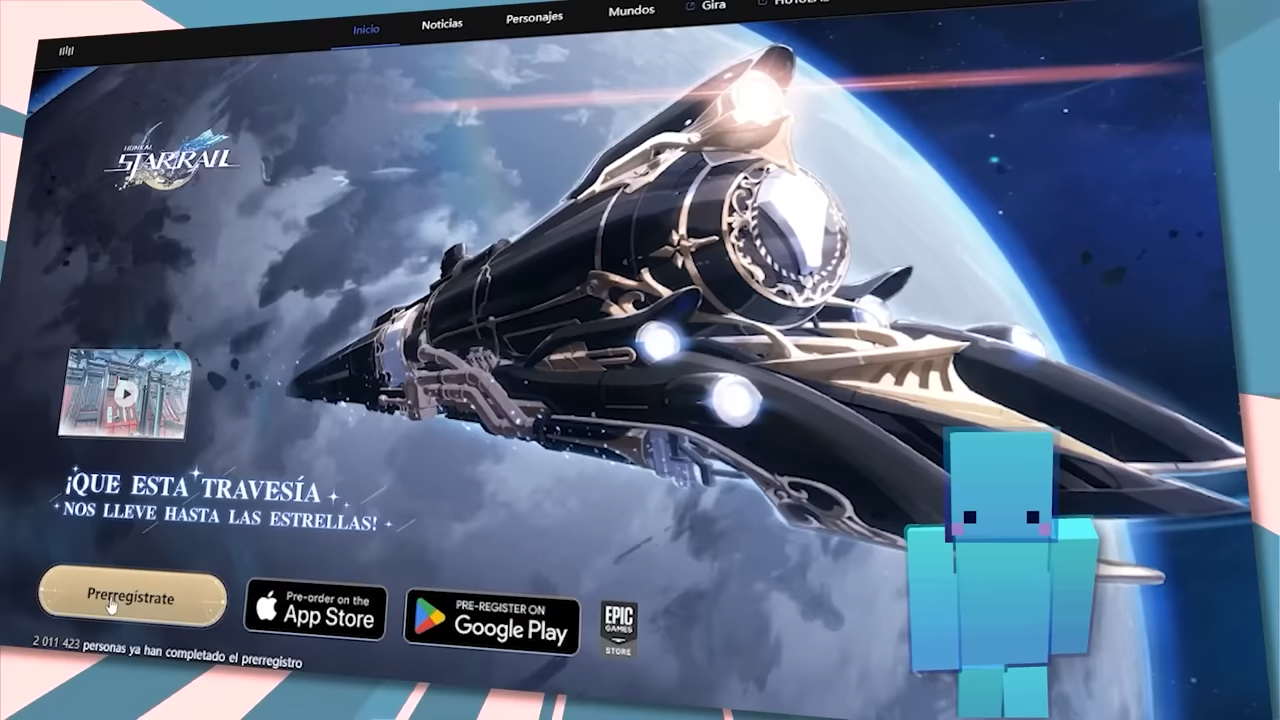 Inicio
Noticias
Personajes
Mundos
Gira
HONKAI
STAR RAIL
¡QUE ESTA TRAVESÍA
NOS LLEVE HASTA LAS ESTRELLAS!
Prerregístrate
Pre-order on the
App Store
PRE-REGISTER ON
Google Play
EPIC
GAMES
STORE
2 011 423 personas ya han completado el prerregistro